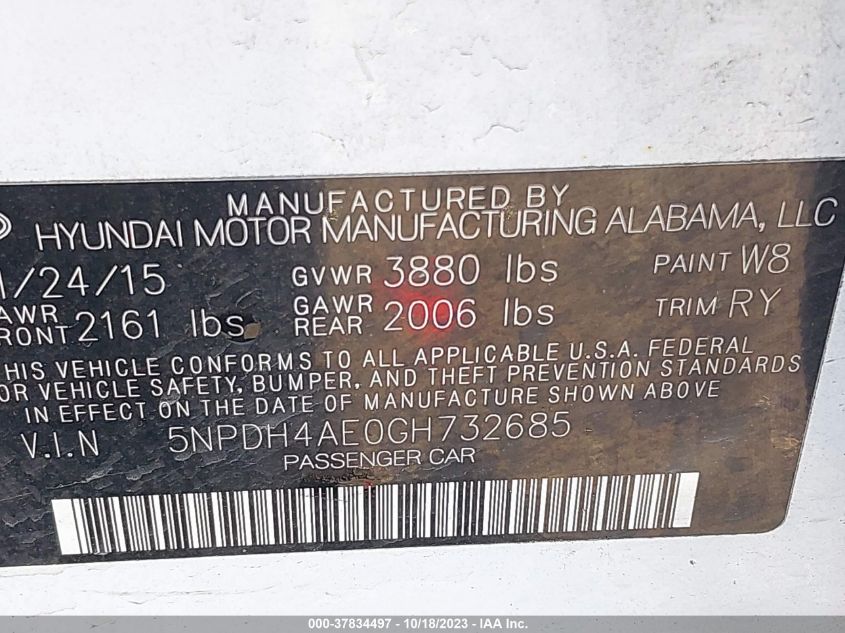 MANUFACTURED BY
HYUNDAI MOTOR MANUFACTURING ALABAMA, LLC
1/24/15 GVWR 3880 lbs PAINT W8
GAWR FRONT 2161 lbs GAWR REAR 2006 lbs TRIM RY
THIS VEHICLE CONFORMS TO ALL APPLICABLE U.S.A. FEDERAL
OR VEHICLE SAFETY, BUMPER, AND THEFT PREVENTION STANDARDS
IN EFFECT ON THE DATE OF MANUFACTURE SHOWN ABOVE
V.I.N 5NPDH4AE0GH732685
PASSENGER CAR
000-37834497 - 10/18/2023 - IAA Inc.